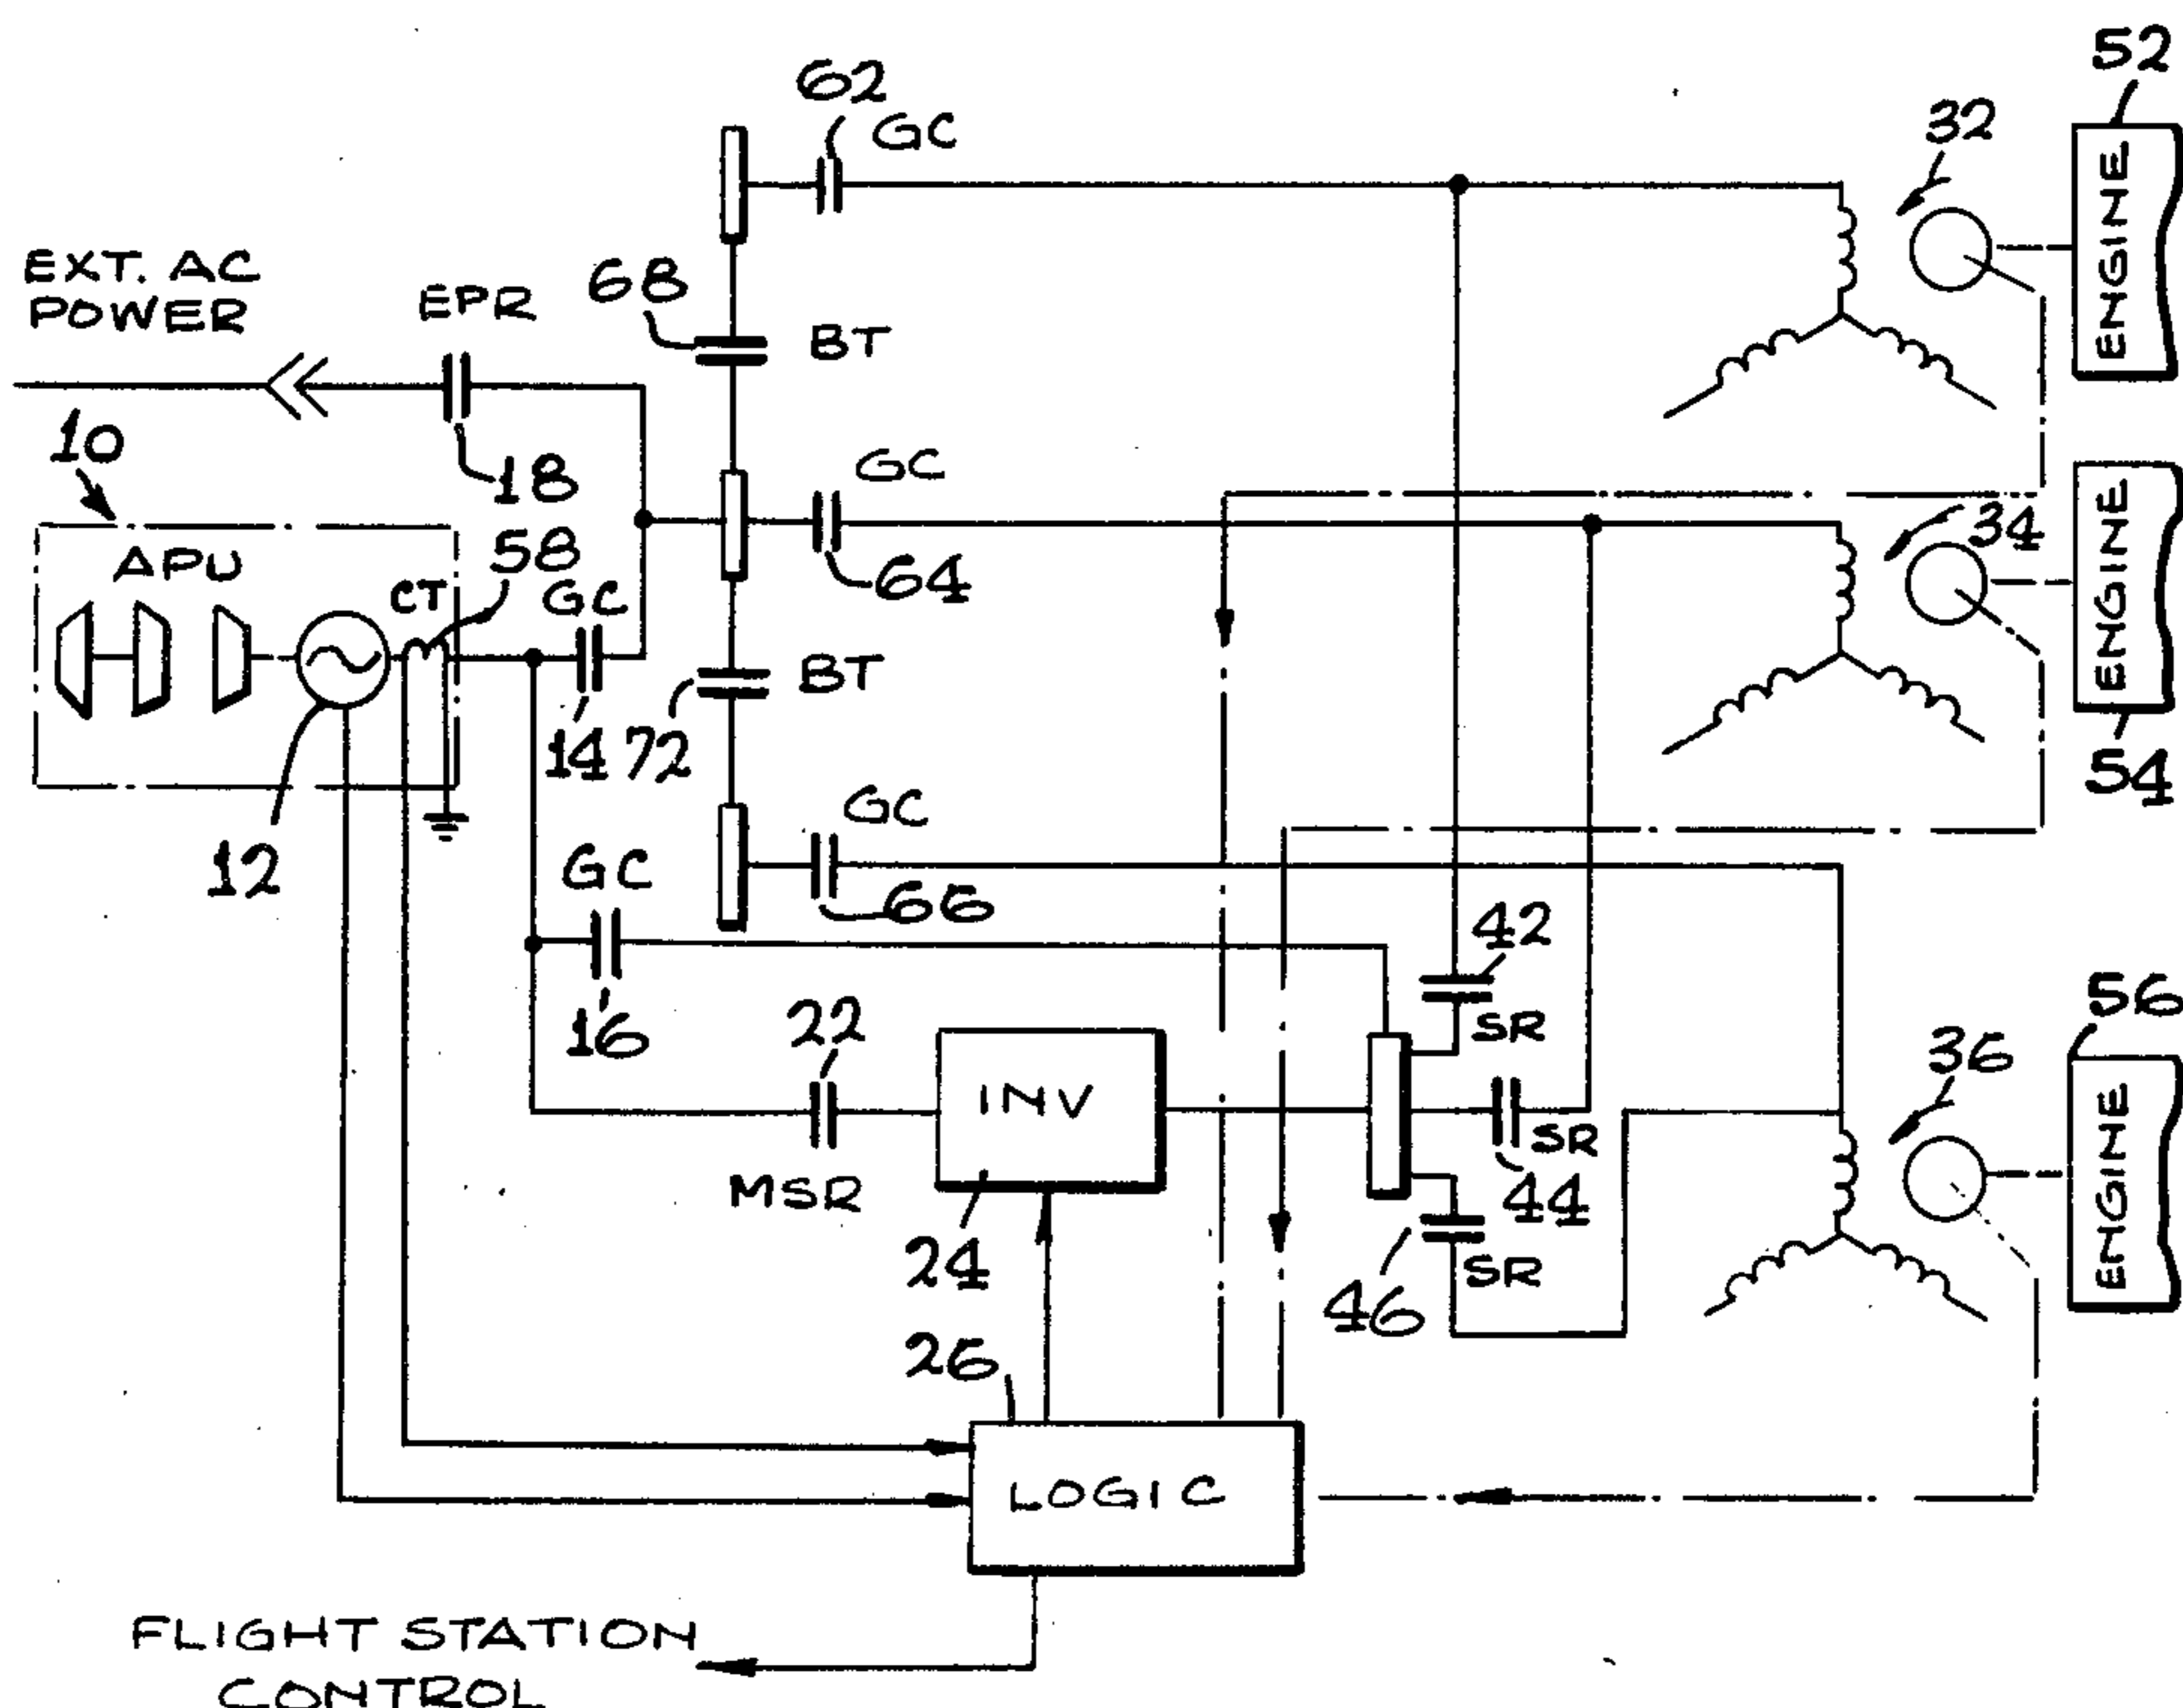 52
62
GC
32
ENGINE
EXT. AC
POWER
EPR
68
BT
10
18
GC
58
34
ENGINE
APU
CT
GC
64
BT
14
72
54
12
GC
GC
66
42
56
16
22
SR
36
INV
SR
ENGINE
MSR
44
24
SR
46
26
LOGIC
FLIGHT STATION
CONTROL